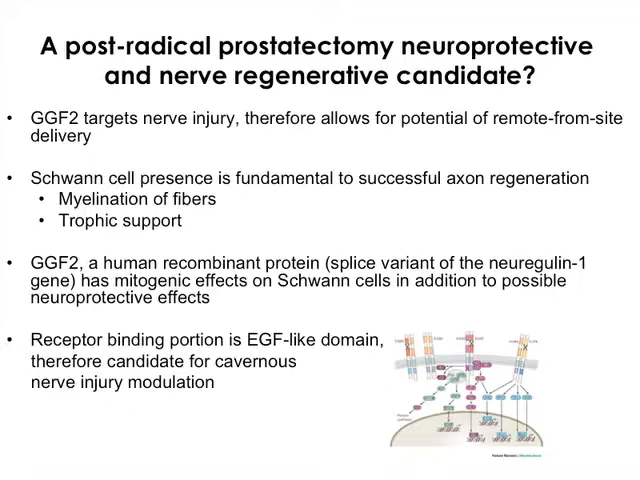 A post-radical prostatectomy neuroprotective
and nerve regenerative candidate?
• GGF2 targets nerve injury, therefore allows for potential of remote-from-site
delivery
• Schwann cell presence is fundamental to successful axon regeneration
• Myelination of fibers
• Trophic support
• GGF2, a human recombinant protein (splice variant of the neuregulin-1
gene) has mitogenic effects on Schwann cells in addition to possible
neuroprotective effects
• Receptor binding portion is EGF-like domain,
therefore candidate for cavernous
nerve injury modulation